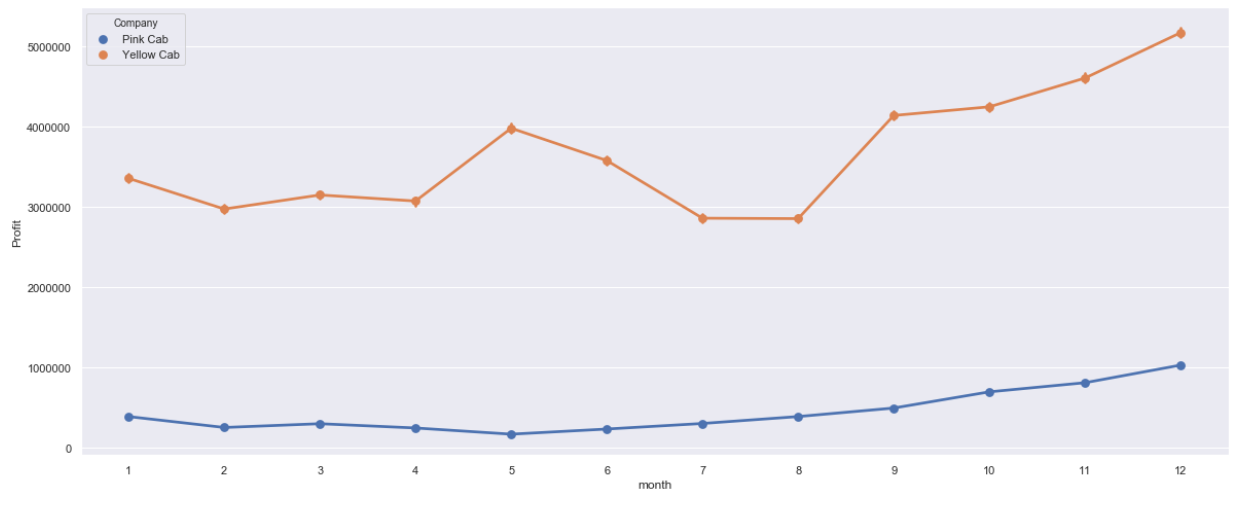 Company
Pink Cab
Yellow Cab
5000000
4000000
3000000
2000000
1000000
0
Profit
1 2 3 4 5 6 7 8 9 10 11 12
month